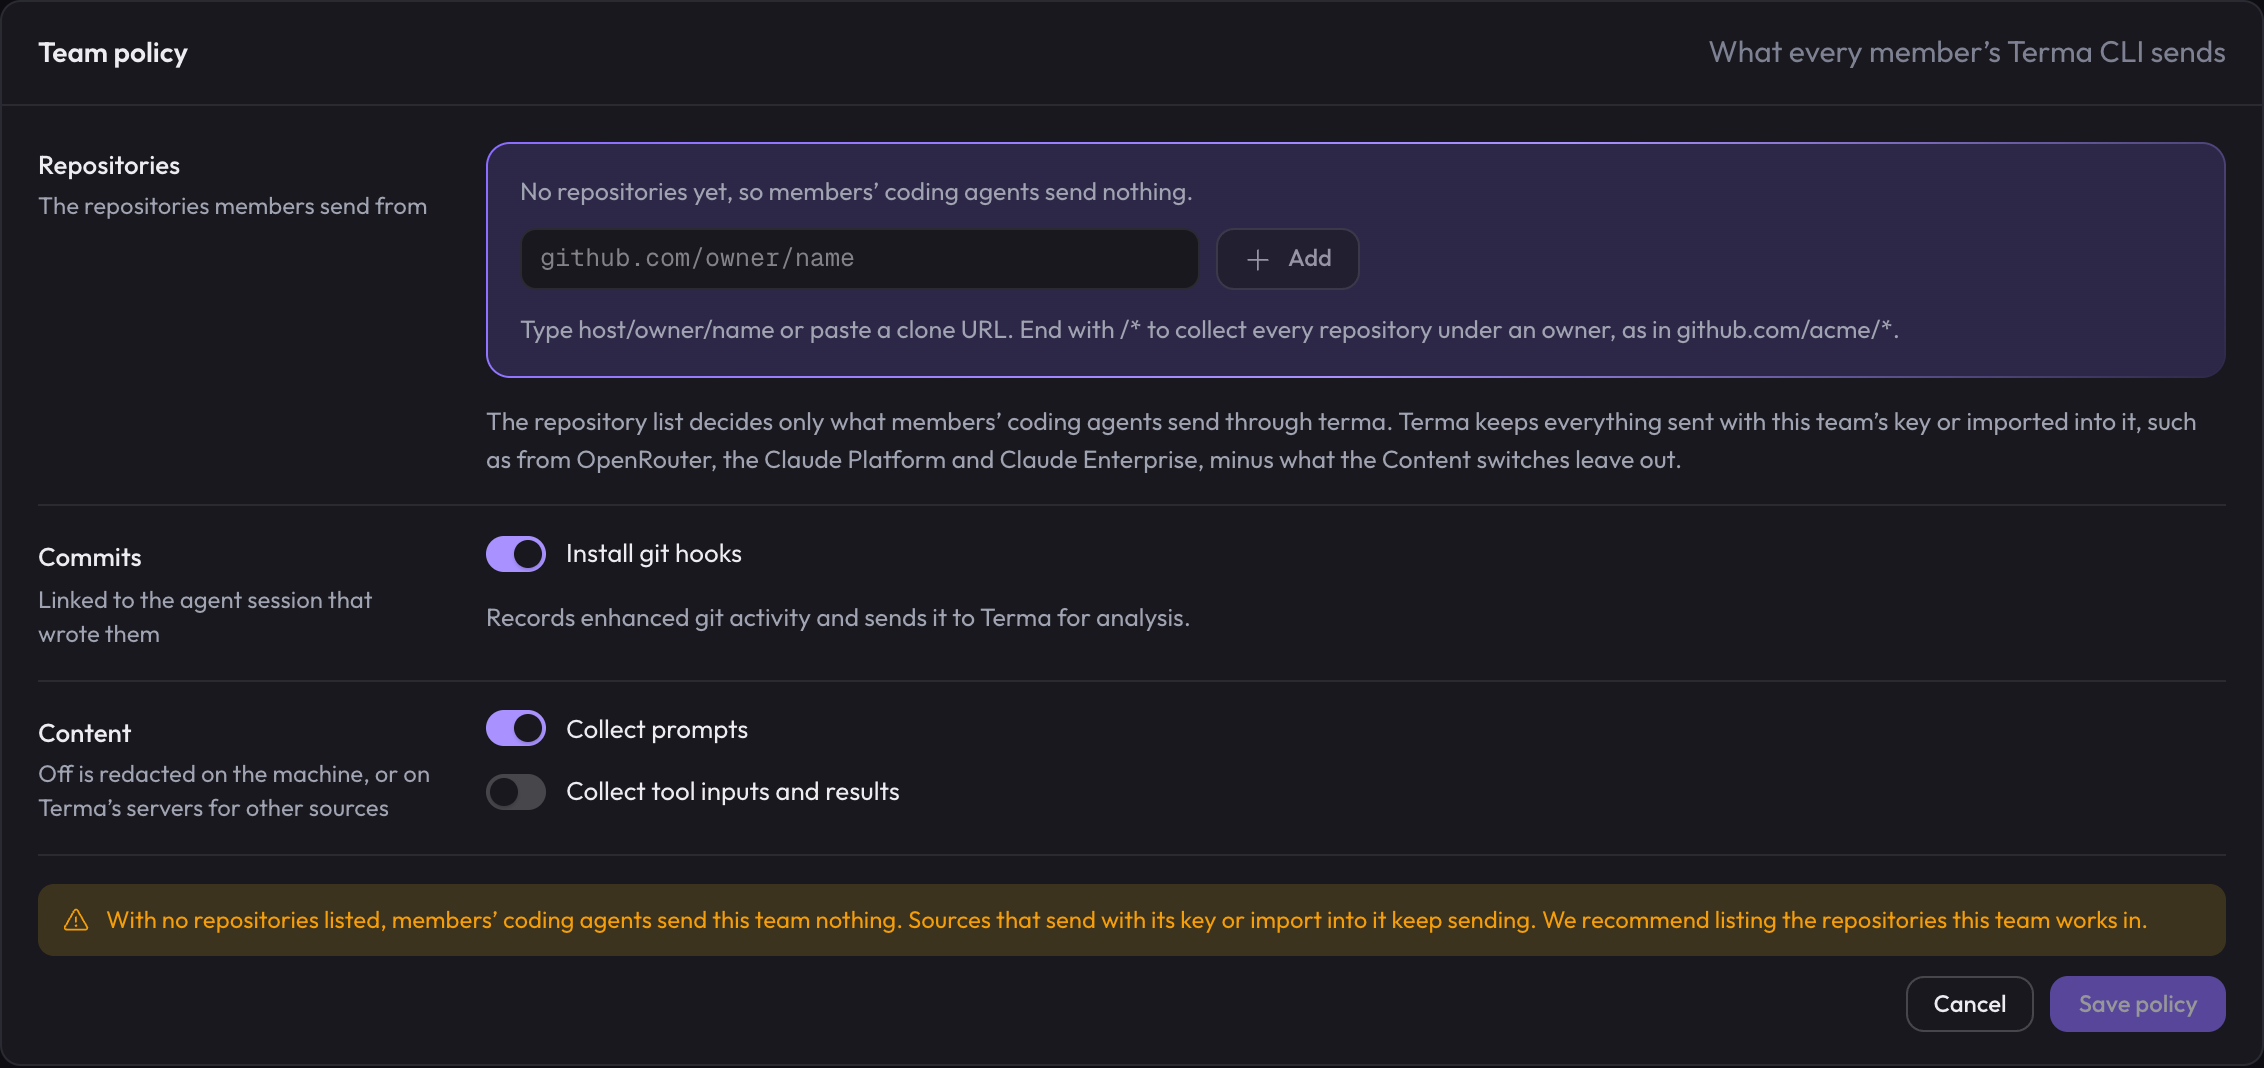 Team policy
What every member’s Terma CLI sends
Repositories
The repositories members send from
No repositories yet, so members’ coding agents send nothing.
github.com/owner/name
+ Add
Type host/owner/name or paste a clone URL. End with /* to collect every repository under an owner, as in github.com/acme/*.
The repository list decides only what members’ coding agents send through terma. Terma keeps everything sent with this team’s key or imported into it, such
as from OpenRouter, the Claude Platform and Claude Enterprise, minus what the Content switches leave out.
Commits
Linked to the agent session that
wrote them
Install git hooks
Records enhanced git activity and sends it to Terma for analysis.
Content
Off is redacted on the machine, or on
Terma’s servers for other sources
Collect prompts
Collect tool inputs and results
With no repositories listed, members’ coding agents send this team nothing. Sources that send with its key or import into it keep sending. We recommend listing the repositories this team works in.
Cancel
Save policy